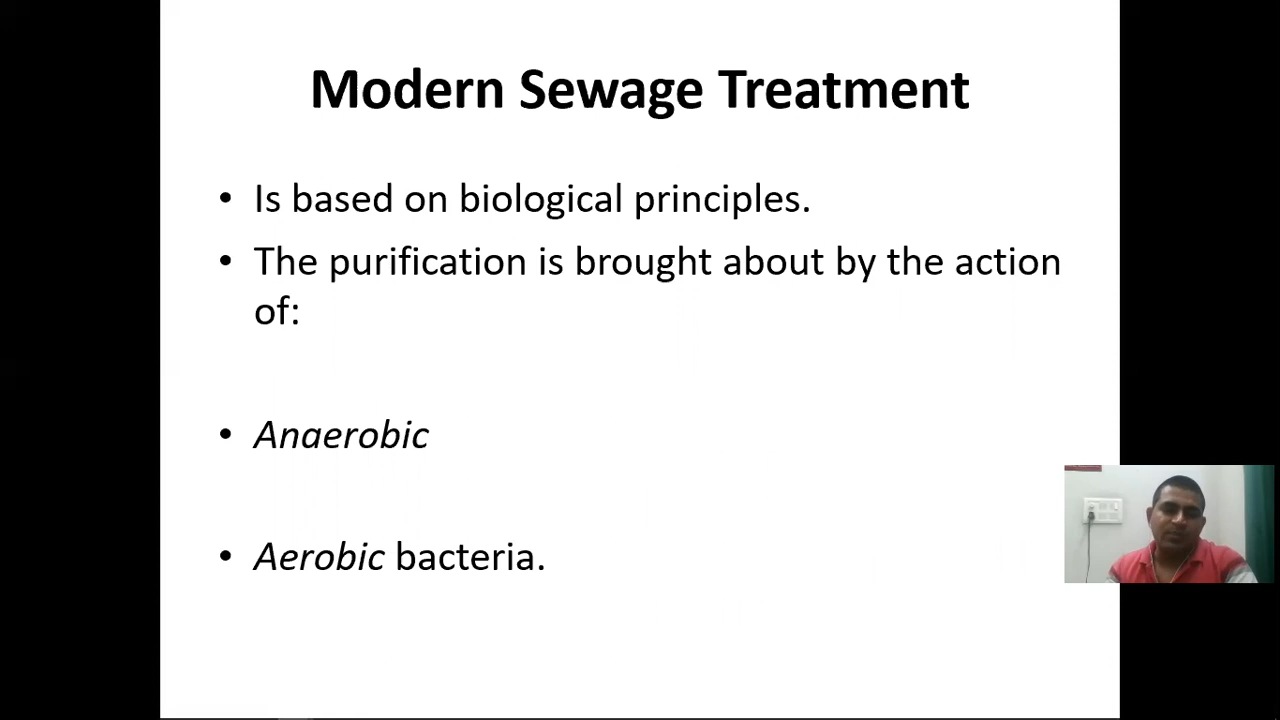 Modern Sewage Treatment
• Is based on biological principles.
• The purification is brought about by the action
of:
• Anaerobic
• Aerobic bacteria.